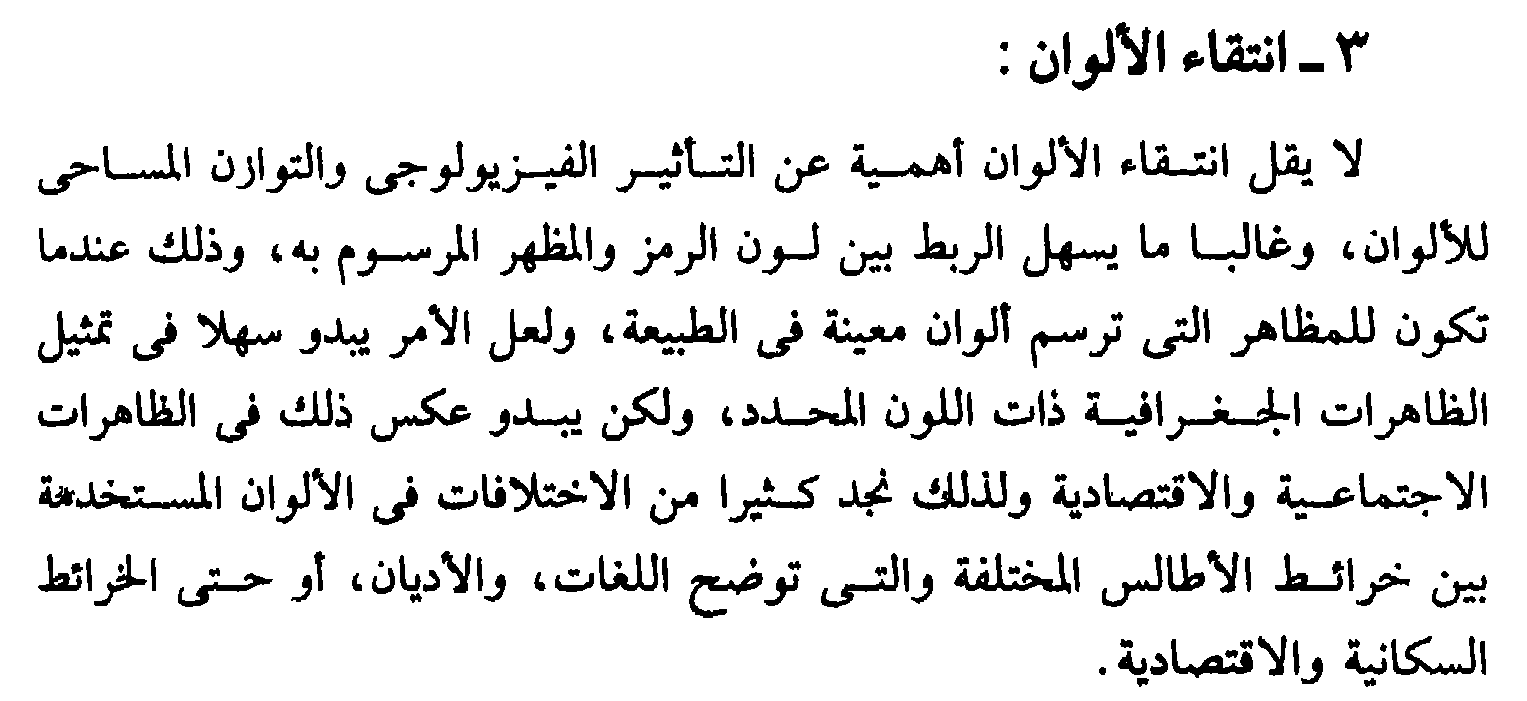 ٣ ـ انتقاء الألوان :
لا يقل انتقاء الألوان أهمية عن التأثير الفيزيولوجى والتوازن المساحى
للألوان، وغالبا ما يسهل الربط بين لون الرمز والمظهر المرسوم به، وذلك عندما
تكون للمظاهر التى ترسم ألوان معينة فى الطبيعة، ولعل الأمر يبدو سهلا فى تمثيل
الظاهرات الجغرافية ذات اللون المحدد، ولكن يبدو عكس ذلك فى الظاهرات
الاجتماعية والاقتصادية ولذلك نجد كثيرا من الاختلافات فى الألوان المستخدمة
بين خرائط الأطالس المختلفة والتى توضح اللغات، والأديان، أو حتى الخرائط
السكانية والاقتصادية.